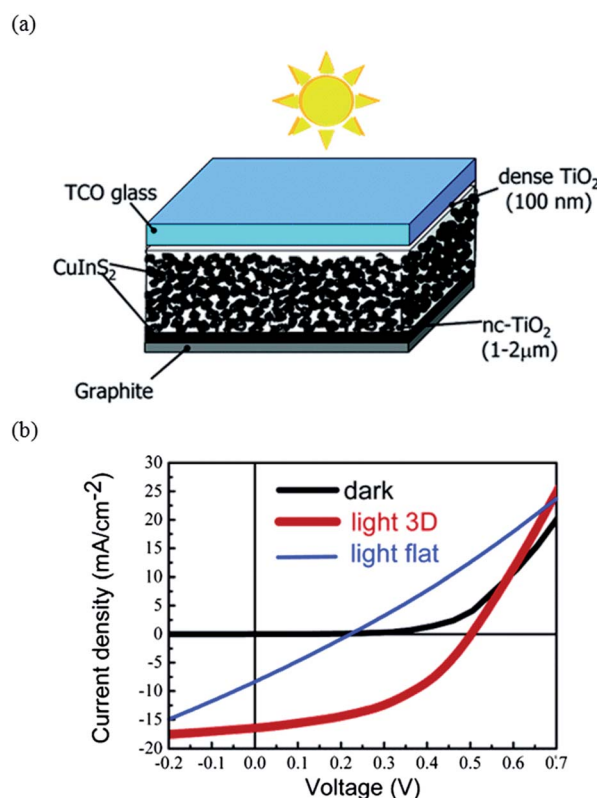 (a)
TCO glass
dense TiO₂
(100 nm)
CuInS₂
nc-TiO₂
(1-2μm)
Graphite
(b)
Current density (mA/cm⁻²)
30
25
20
15
10
5
0
-5
-10
-15
-20
dark
light 3D
light flat
-0.2 -0.1 0.0 0.1 0.2 0.3 0.4 0.5 0.6 0.7
Voltage (V)